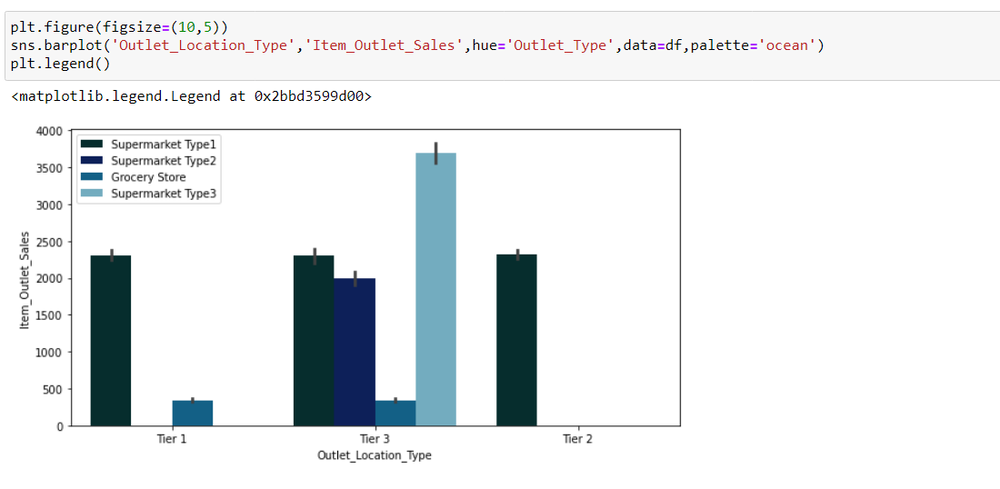 plt.figure(figsize=(10,5))
sns.barplot('Outlet_Location_Type','Item_Outlet_Sales',hue='Outlet_Type',data=df,palette='ocean')
plt.legend()
<matplotlib.legend.Legend at 0x2bbd3599d00>
4000
3500
3000
2500
2000
1500
1000
500
0
Item_Outlet_Sales
Supermarket Type1
Supermarket Type2
Grocery Store
Supermarket Type3
Tier 1
Tier 3
Tier 2
Outlet_Location_Type